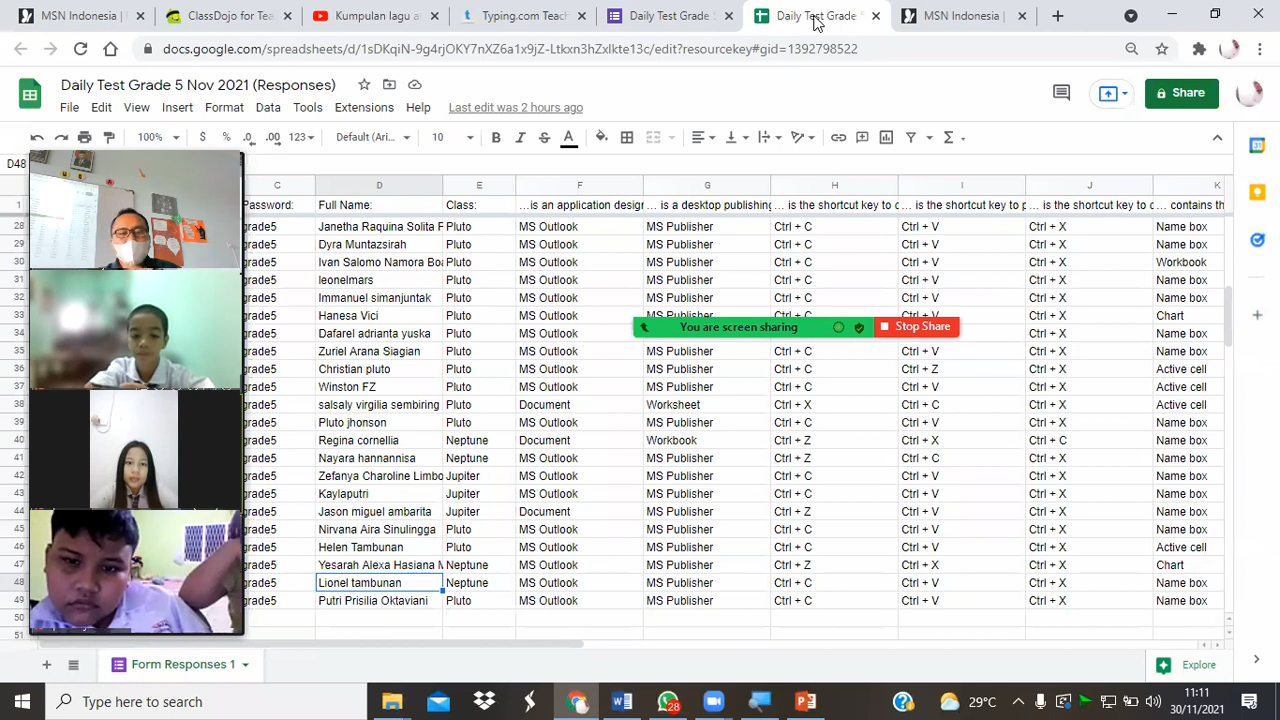 MSN Indonesia |
ClassDojo for Tea
Kumpulan lagu a
Typing.com Teach
Daily Test Grade 5
Daily Test Grade
MSN Indonesia |
docs.google.com/spreadsheets/d/1sDKqiN-9g4rjOKY7nXZ6a1x9jZ-Ltkxn3hZxlkte13c/edit?resourcekey#gid=1392798522
Daily Test Grade 5 Nov 2021 (Responses)
Share
File Edit View Insert Format Data Tools Extensions Help Last edit was 2 hours ago
100% $ % .0 .00 123 Default (Ari... 10 B I S A
D48
C D E F G H I J K
1 Password: Full Name: Class: ...is an application design ... is a desktop publishing ... is the shortcut key to c ... is the shortcut key to p ... is the shortcut key to c ... contains th
28 grade5 Janetha Raquina Solita P Pluto MS Outlook MS Publisher Ctrl + C Ctrl + V Ctrl + X Name box
29 grade5 Dyra Muntazsirah Pluto MS Outlook MS Publisher Ctrl + C Ctrl + V Ctrl + X Name box
30 grade5 Ivan Salomo Namora Boa Pluto MS Outlook MS Publisher Ctrl + C Ctrl + V Ctrl + X Workbook
31 grade5 leonelmars Pluto MS Outlook MS Publisher Ctrl + C Ctrl + V Ctrl + X Name box
32 grade5 Immanuel simanjuntak Pluto MS Outlook MS Publisher Ctrl + C Ctrl + V Ctrl + X Name box
33 grade5 Hanesa Vici Pluto MS Outlook MS Publisher Ctrl + C Ctrl + V Ctrl + X Chart
34 grade5 Dafarel adrianta yuska Pluto MS Outlook Ctrl + X Name box
You are screen sharing Stop Share
35 grade5 Zuriel Arana Siagian Pluto MS Outlook MS Publisher Ctrl + C Ctrl + V Ctrl + X Name box
36 grade5 Christian pluto Pluto MS Outlook MS Publisher Ctrl + C Ctrl + Z Ctrl + X Active cell
37 grade5 Winston FZ Pluto MS Outlook MS Publisher Ctrl + C Ctrl + V Ctrl + X Active cell
38 grade5 salsaly virgilia sembiring Pluto Document Worksheet Ctrl + X Ctrl + C Ctrl + V Active cell
39 grade5 Pluto jhonson Pluto MS Outlook MS Publisher Ctrl + C Ctrl + V Ctrl + X Name box
40 grade5 Regina cornellia Neptune Document Workbook Ctrl + Z Ctrl + X Ctrl + C Name box
41 grade5 Nayara hannannisa Neptune MS Outlook MS Publisher Ctrl + Z Ctrl + C Ctrl + X Name box
42 grade5 Zefanya Charoline Limbo Jupiter MS Outlook MS Publisher Ctrl + C Ctrl + V Ctrl + X Name box
43 grade5 Kaylaputri Jupiter MS Outlook MS Publisher Ctrl + C Ctrl + V Ctrl + X Name box
44 grade5 Jason miguel ambarita Jupiter Document MS Publisher Ctrl + Z Ctrl + V Ctrl + X Name box
45 grade5 Nirvana Aira Sinulingga Pluto MS Outlook MS Publisher Ctrl + C Ctrl + V Ctrl + X Name box
46 grade5 Helen Tambunan Pluto MS Outlook MS Publisher Ctrl + C Ctrl + V Ctrl + X Active cell
47 grade5 Yesarah Alexa Hasiana M Pluto MS Outlook MS Publisher Ctrl + Z Ctrl + X Ctrl + V Chart
48 grade5 Lionel tambunan Neptune MS Outlook MS Publisher Ctrl + C Ctrl + V Ctrl + X Name box
49 grade5 Putri Prisilia Oktaviani Pluto MS Outlook MS Publisher Ctrl + C Ctrl + V Ctrl + X Name box
50
51
Form Responses 1
Explore
Type here to search
28
29°C
11:11
30/11/2021